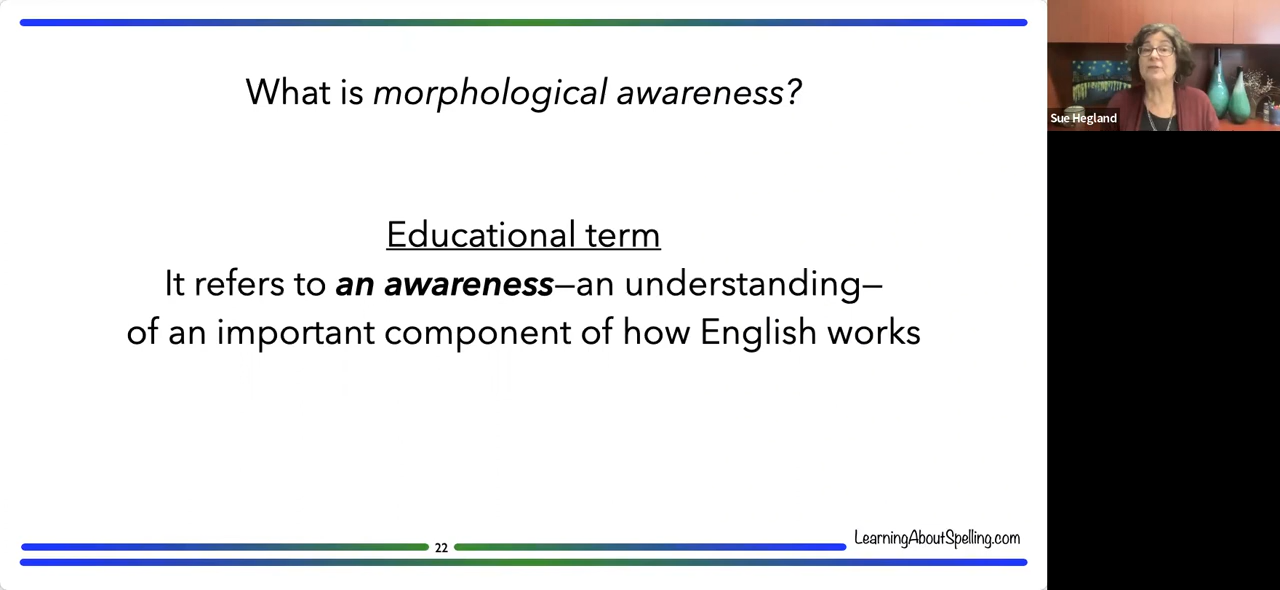 What is morphological awareness?
Educational term
It refers to an awareness—an understanding—
of an important component of how English works
22
LearningAboutSpelling.com
Sue Hegland